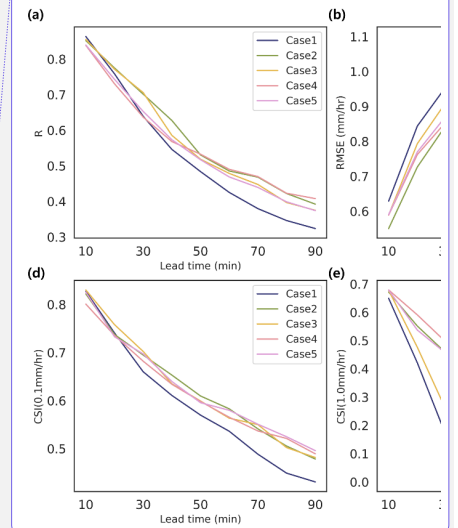 (a)
(b)
R
0.8
0.7
0.6
0.5
0.4
0.3
Case1
Case2
Case3
Case4
Case5
10 30 50 70 90
Lead time (min)
RMSE (mm/hr)
1.1
1.0
0.9
0.8
0.7
0.6
10
(d)
(e)
CSI(0.1mm/hr)
0.8
0.7
0.6
0.5
Case1
Case2
Case3
Case4
Case5
10 30 50 70 90
Lead time (min)
CSI(1.0mm/hr)
0.7
0.6
0.5
0.4
0.3
0.2
0.1
0.0
10